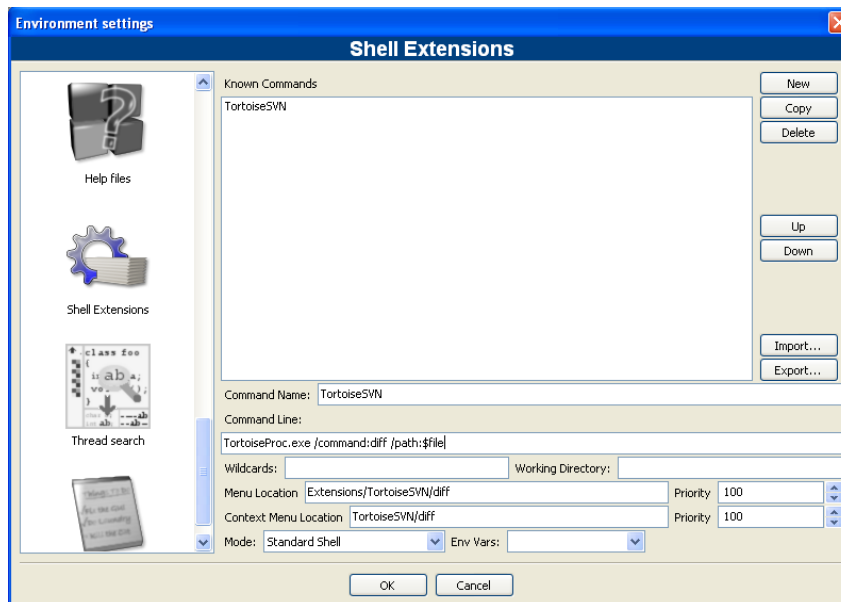 Environment settings
Shell Extensions
Help files
Shell Extensions
class foo
ab
Thread search
Known Commands
TortoiseSVN
New
Copy
Delete
Up
Down
Import...
Export...
Command Name: TortoiseSVN
Command Line:
TortoiseProc.exe /command:diff /path:$file
Wildcards: Working Directory:
Menu Location Extensions/TortoiseSVN/diff Priority 100
Context Menu Location TortoiseSVN/diff Priority 100
Mode: Standard Shell Env Vars:
OK Cancel